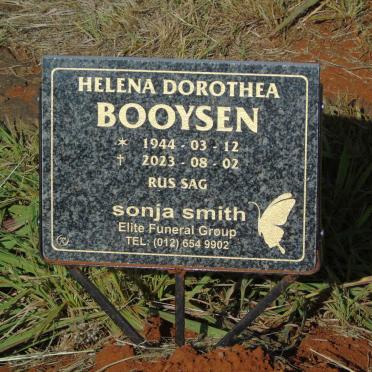 HELENA DOROTHEA
BOOYSEN
✶ 1944 - 03 - 12
† 2023 - 08 - 02
RUS SAG
sonja smith
Elite Funeral Group
TEL: (012) 654 9902